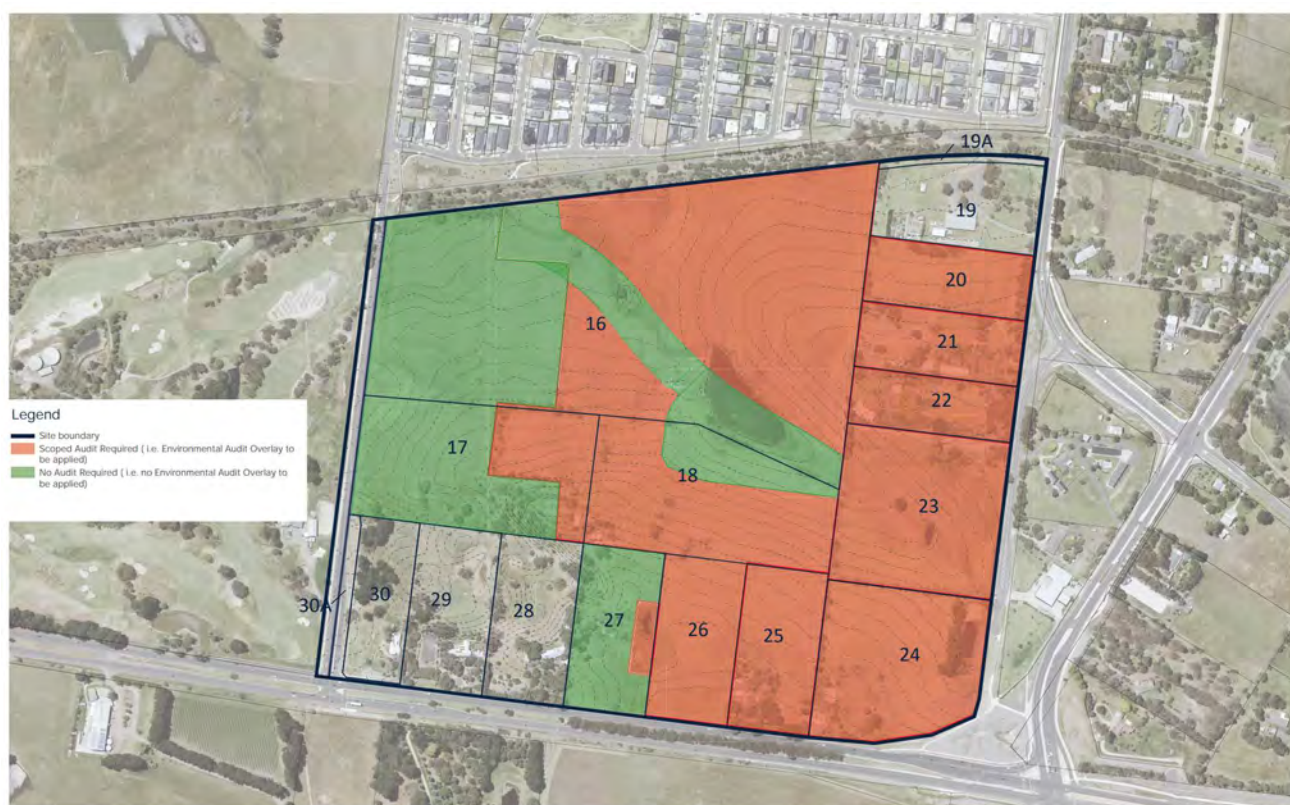 19A
19
20
16
21
Legend
22
Site boundary
Scoped Audit Required ( i.e. Environmental Audit Overlay to
be applied)
17
No Audit Required ( i.e. no Environmental Audit Overlay to
be applied)
18
23
30A
30
29
28
27
26
25
24